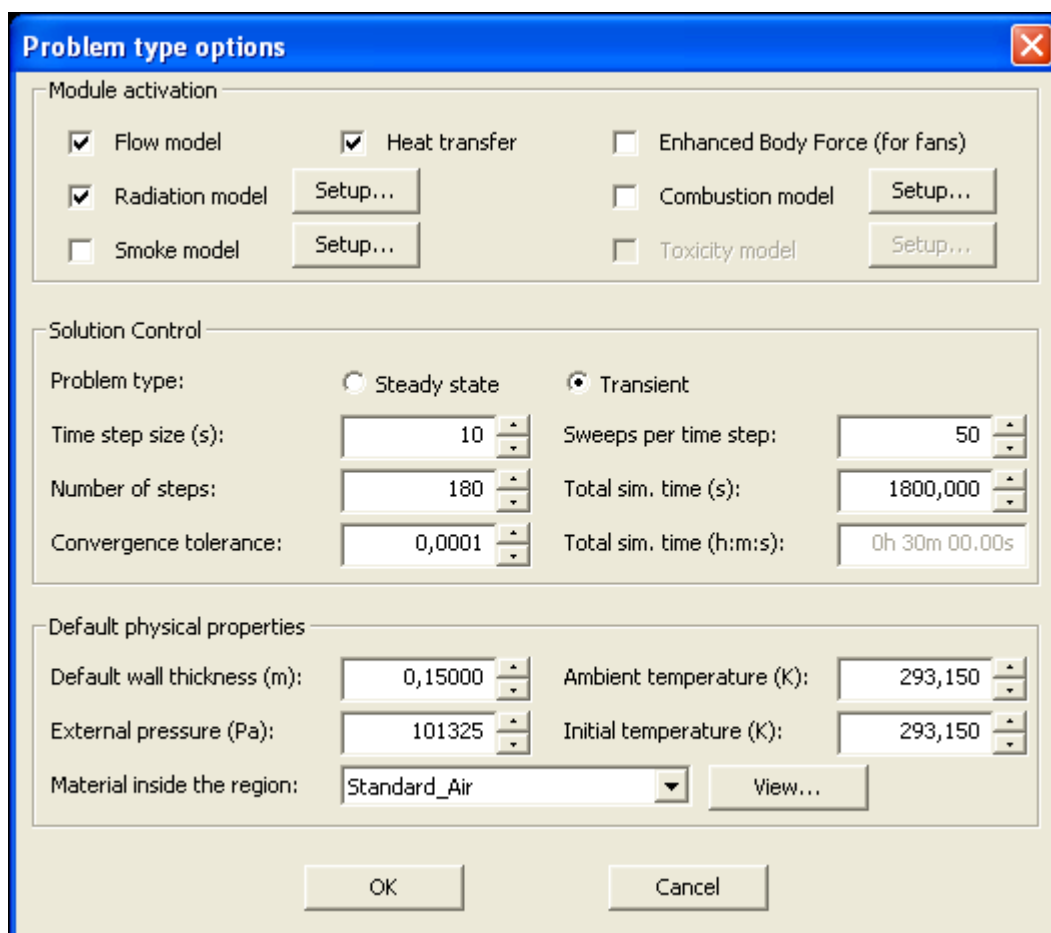 Problem type options
Module activation
Flow model Heat transfer Enhanced Body Force (for fans)
Radiation model Setup... Combustion model Setup...
Smoke model Setup... Toxicity model Setup...
Solution Control
Problem type: Steady state Transient
Time step size (s): 10 Sweeps per time step: 50
Number of steps: 180 Total sim. time (s): 1800,000
Convergence tolerance: 0,0001 Total sim. time (h:m:s): 0h 30m 00.00s
Default physical properties
Default wall thickness (m): 0,15000 Ambient temperature (K): 293,150
External pressure (Pa): 101325 Initial temperature (K): 293,150
Material inside the region: Standard_Air View...
OK Cancel